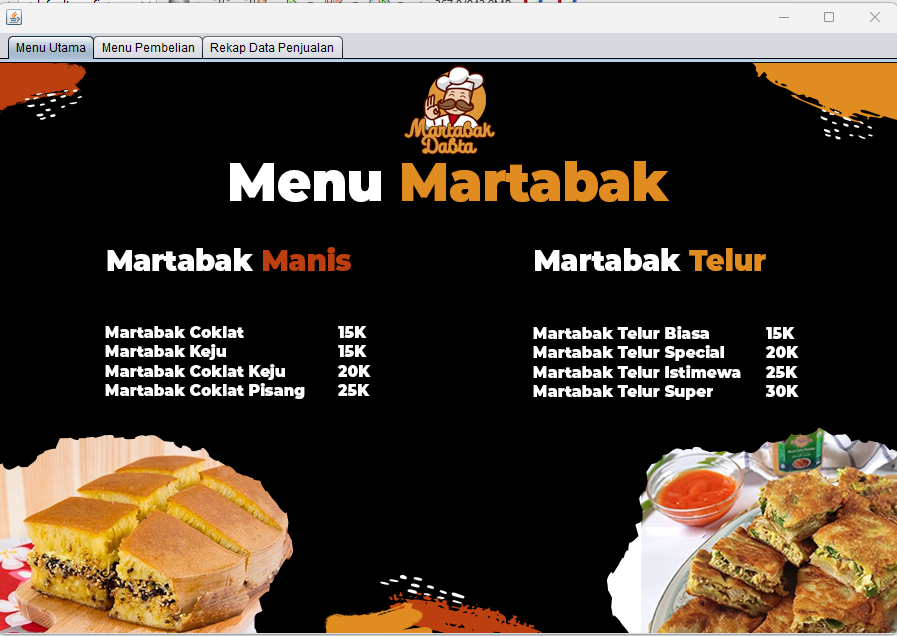 Menu Utama
Menu Pembelian
Rekap Data Penjualan
Martabak
Daßta
Menu Martabak
Martabak Manis
Martabak Coklat 15K
Martabak Keju 15K
Martabak Coklat Keju 20K
Martabak Coklat Pisang 25K
Martabak Telur
Martabak Telur Biasa 15K
Martabak Telur Special 20K
Martabak Telur Istimewa 25K
Martabak Telur Super 30K